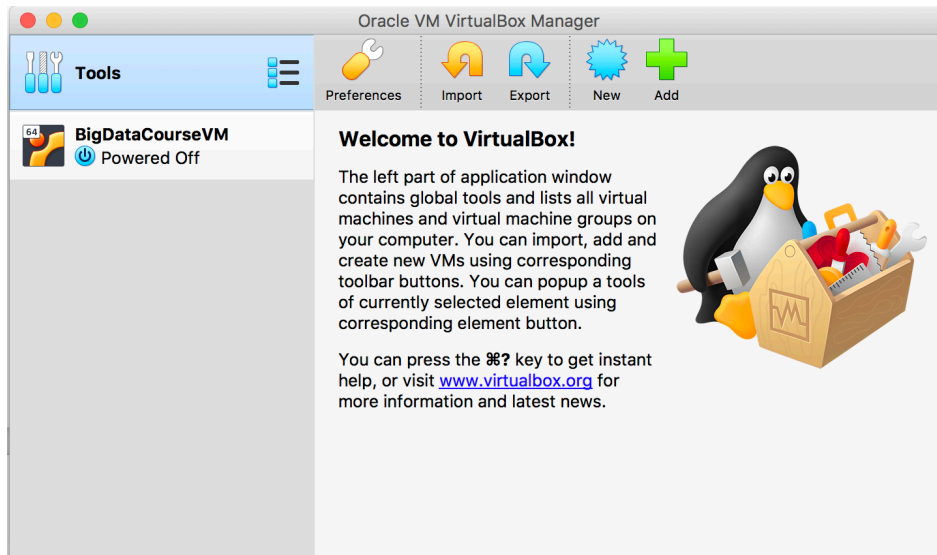 Oracle VM VirtualBox Manager
Tools
Preferences
Import
Export
New
Add
64
BigDataCourseVM
Powered Off
Welcome to VirtualBox!
The left part of application window
contains global tools and lists all virtual
machines and virtual machine groups on
your computer. You can import, add and
create new VMs using corresponding
toolbar buttons. You can popup a tools
of currently selected element using
corresponding element button.
You can press the ⌘? key to get instant
help, or visit www.virtualbox.org for
more information and latest news.